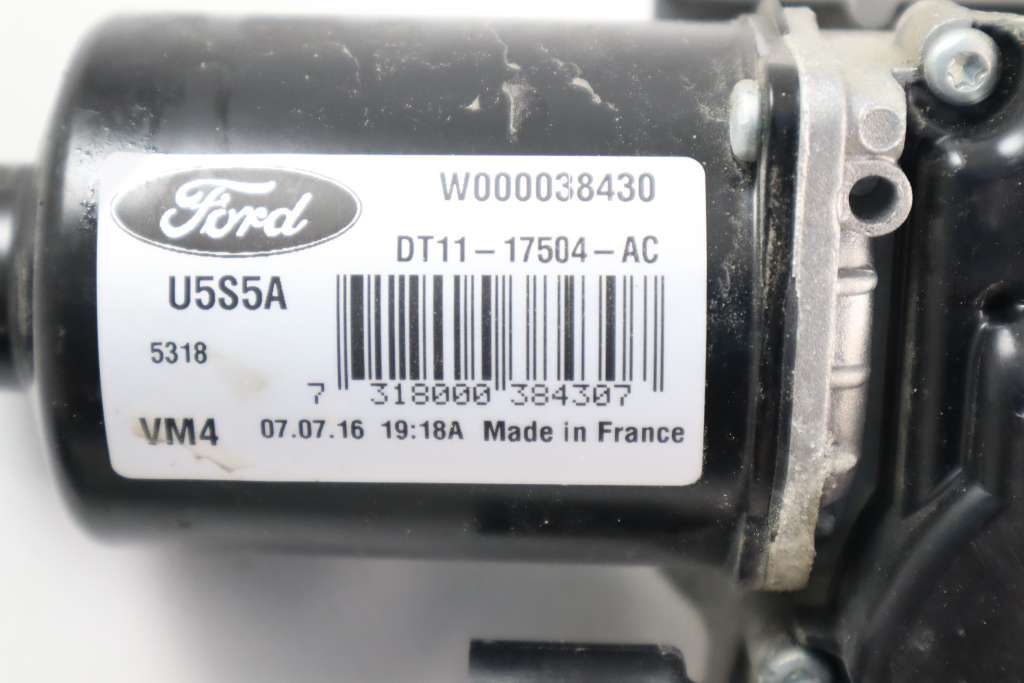 Ford
W000038430
DT11-17504-AC
U5S5A
5318
7 318000 384307
VM4 07.07.16 19:18A Made in France